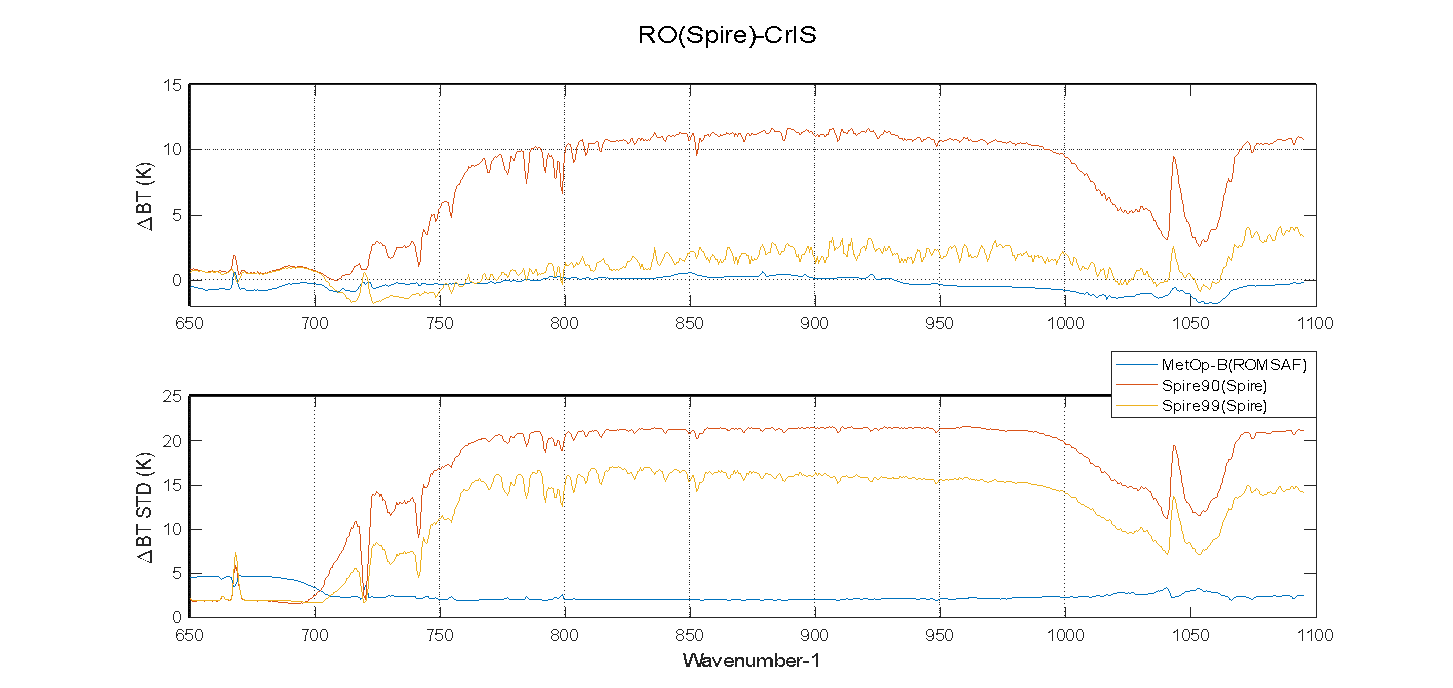 RO(Spire)-CrIS
15
10
5
0
Δ BT (K)
650 700 750 800 850 900 950 1000 1050 1100
MetOp-B(ROMSAF)
Spire90(Spire)
Spire99(Spire)
25
20
15
10
5
0
Δ BT STD (K)
650 700 750 800 850 900 950 1000 1050 1100
Wavenumber-1